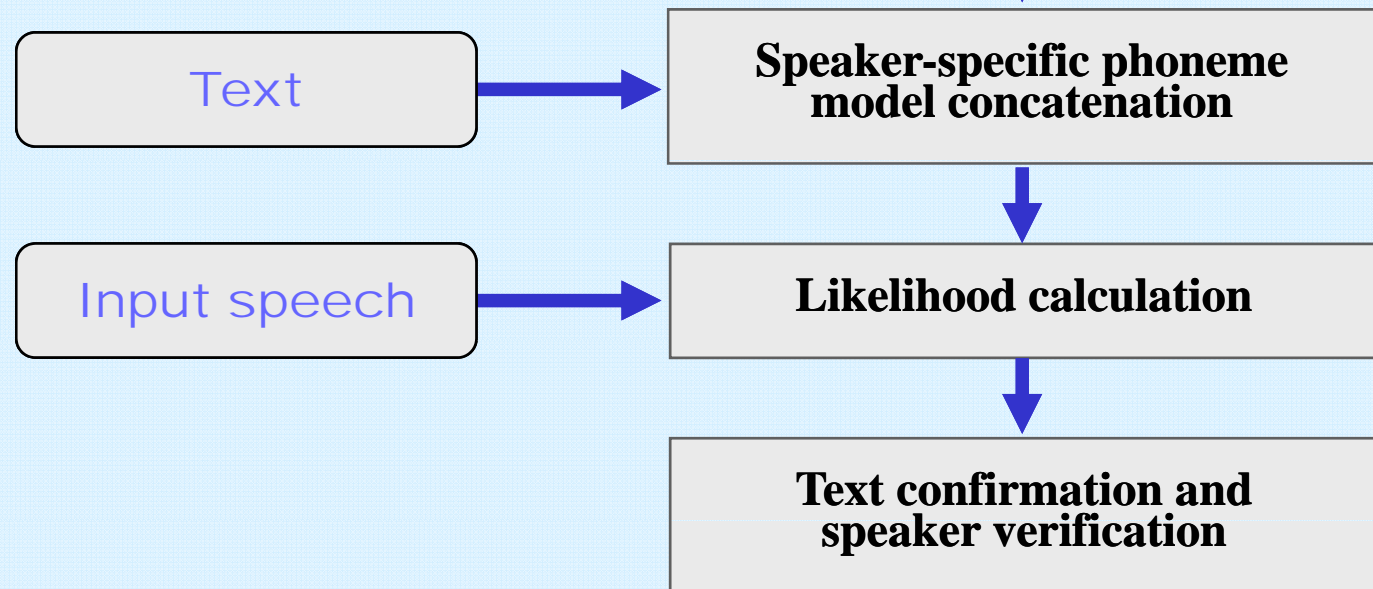 Text
Speaker-specific phoneme
model concatenation
Input speech
Likelihood calculation
Text confirmation and
speaker verification